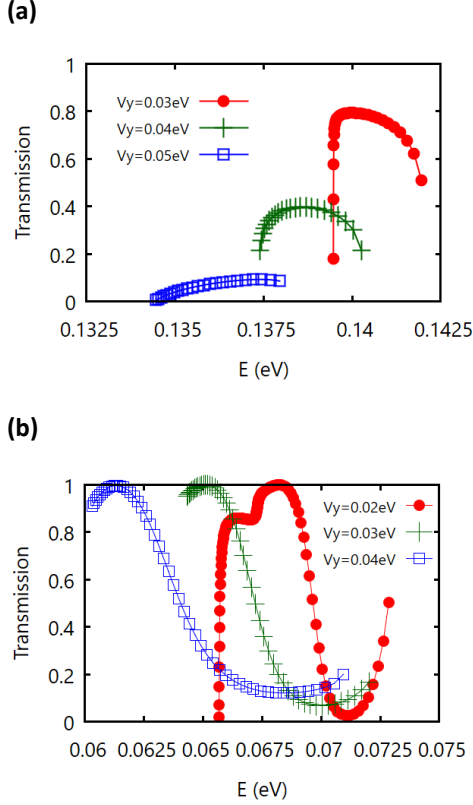 (a)
1
0.8
0.6
0.4
0.2
0
Transmission
Vy=0.03eV
Vy=0.04eV
Vy=0.05eV
0.1325 0.135 0.1375 0.14 0.1425
E (eV)
(b)
1
0.8
0.6
0.4
0.2
0
Transmission
Vy=0.02eV
Vy=0.03eV
Vy=0.04eV
0.06 0.0625 0.065 0.0675 0.07 0.0725 0.075
E (eV)